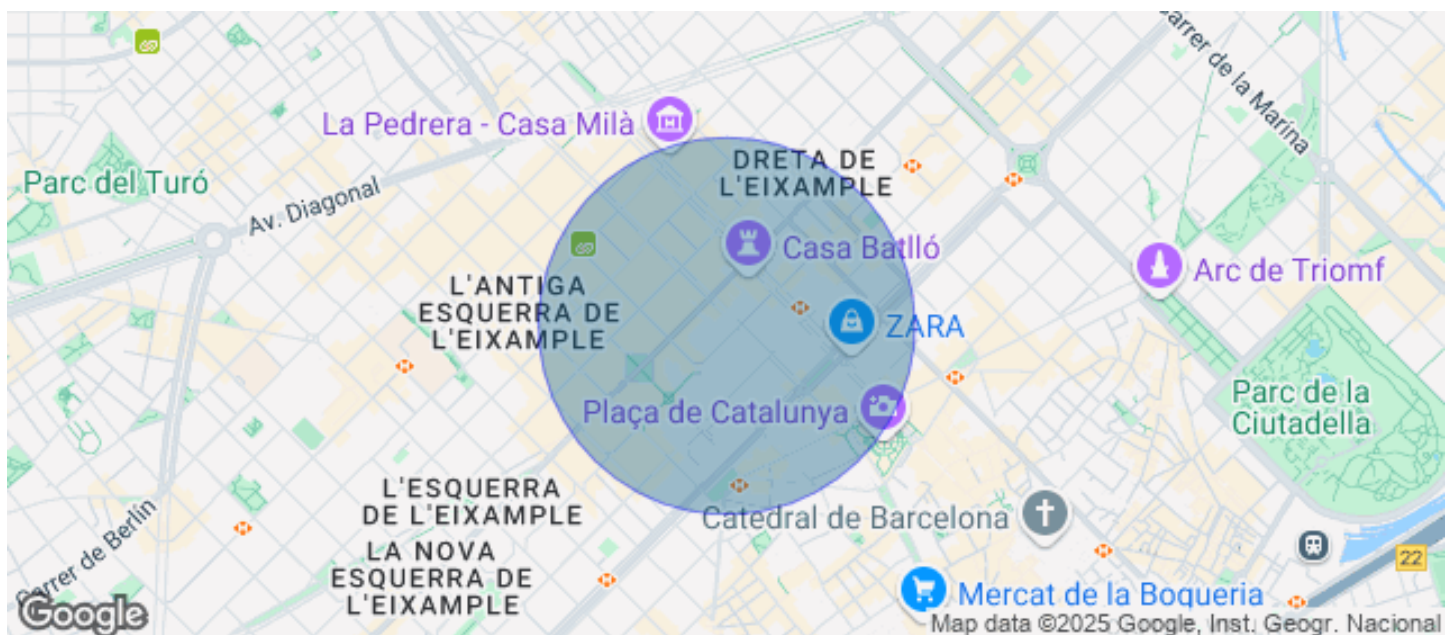 Carrer de la Marina
La Pedrera - Casa Milà
DRETA DE
L'EIXAMPLE
Parc del Turó
Av. Diagonal
Casa Batlló
Arc de Triomf
L'ANTIGA
ESQUERRA DE
L'EIXAMPLE
ZARA
Plaça de Catalunya
Parc de la
Ciutadella
L'ESQUERRA
DE L'EIXAMPLE
Catedral de Barcelona
Carrer de Berlín
LA NOVA
ESQUERRA DE
L'EIXAMPLE
22
Mercat de la Boqueria
Google
Map data ©2025 Google, Inst. Geogr. Nacional